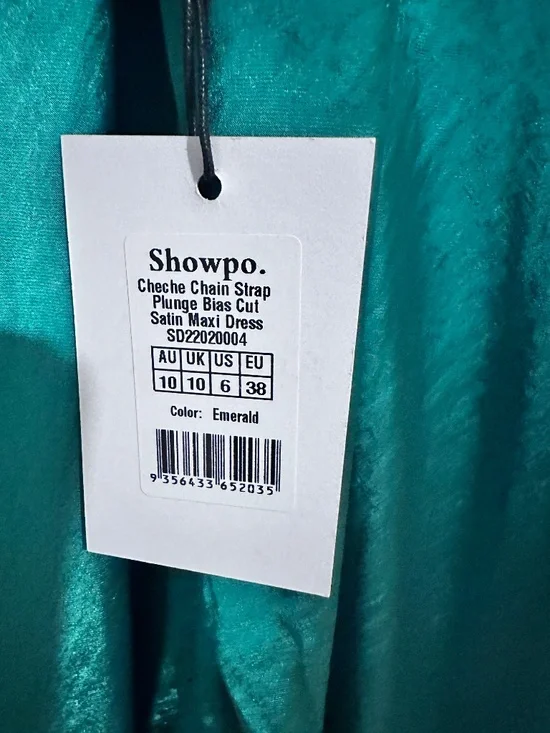 Showpo.
Cheche Chain Strap
Plunge Bias Cut
Satin Maxi Dress
SD22020004
AU UK US EU
10 10 6 38
Color: Emerald
9 356433 652035